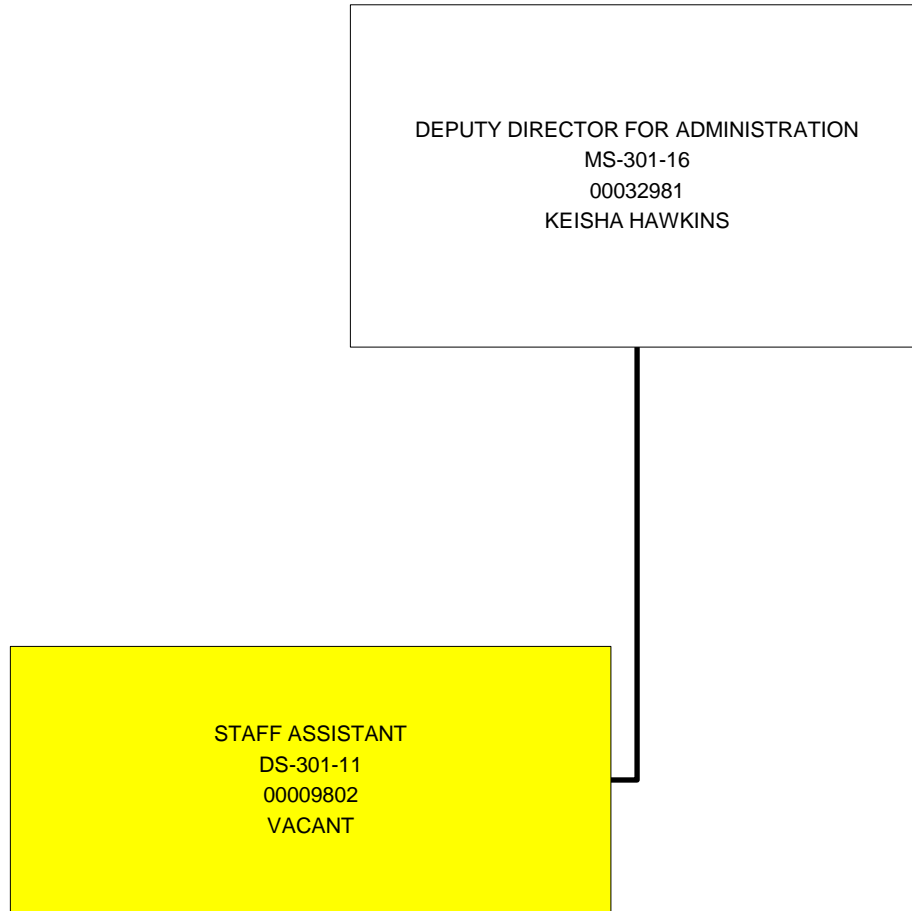 DEPUTY DIRECTOR FOR ADMINISTRATION
MS-301-16
00032981
KEISHA HAWKINS
STAFF ASSISTANT
DS-301-11
00009802
VACANT